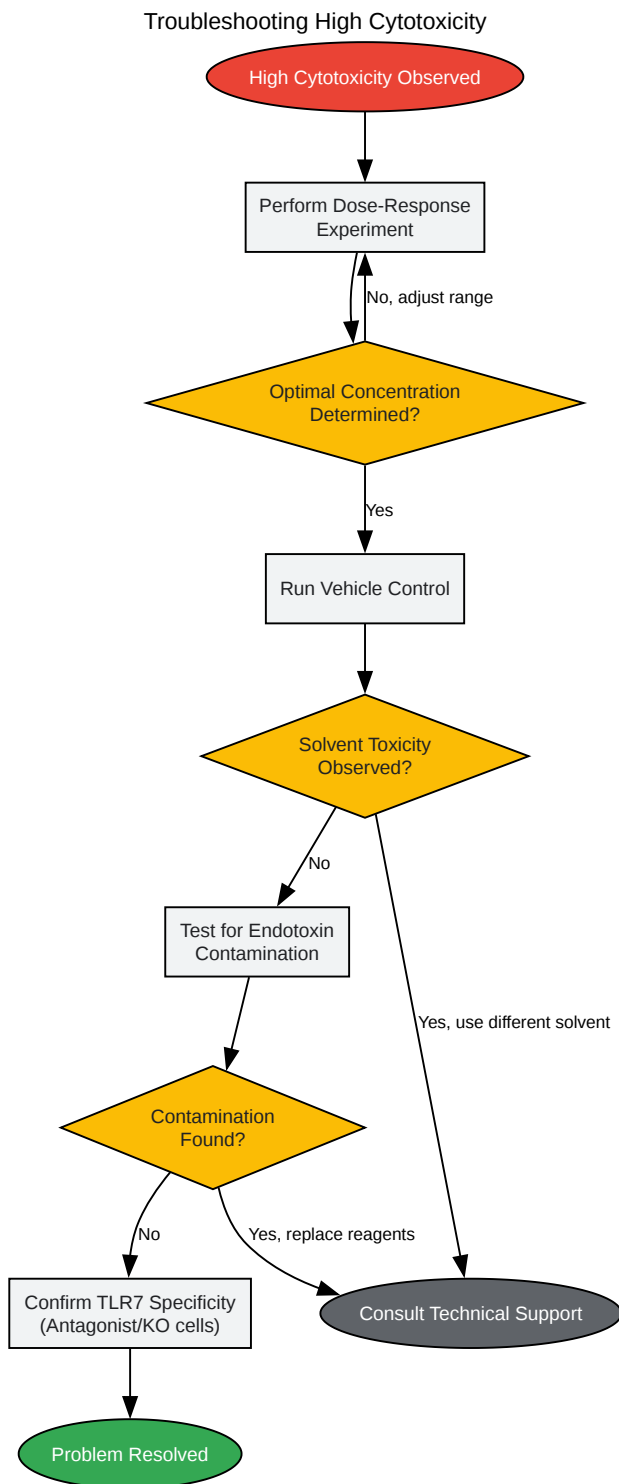 Troubleshooting High Cytotoxicity
High Cytotoxicity Observed
Perform Dose-Response
Experiment
No, adjust range
Optimal Concentration
Determined?
Yes
Run Vehicle Control
Solvent Toxicity
Observed?
No
Test for Endotoxin
Contamination
Yes, use different solvent
Contamination
Found?
No
Yes, replace reagents
Confirm TLR7 Specificity
(Antagonist/KO cells)
Consult Technical Support
Problem Resolved